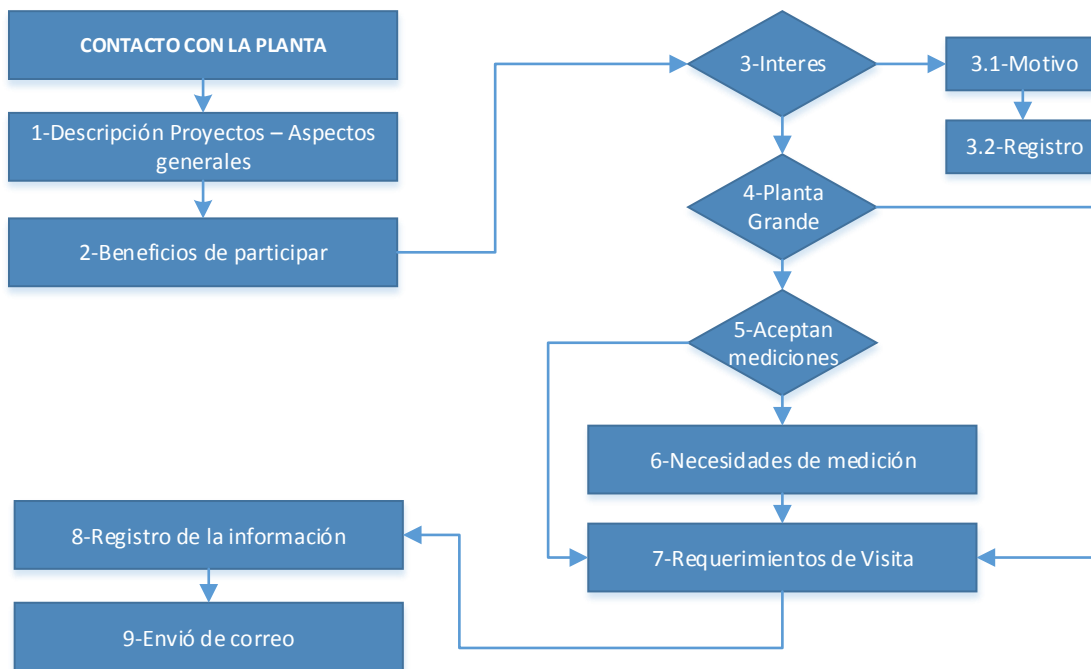 CONTACTO CON LA PLANTA
1-Descripción Proyectos – Aspectos
generales
2-Beneficios de participar
3-Interes
3.1-Motivo
3.2-Registro
4-Planta
Grande
5-Aceptan
mediciones
6-Necesidades de medición
7-Requerimientos de Visita
8-Registro de la información
9-Envió de correo